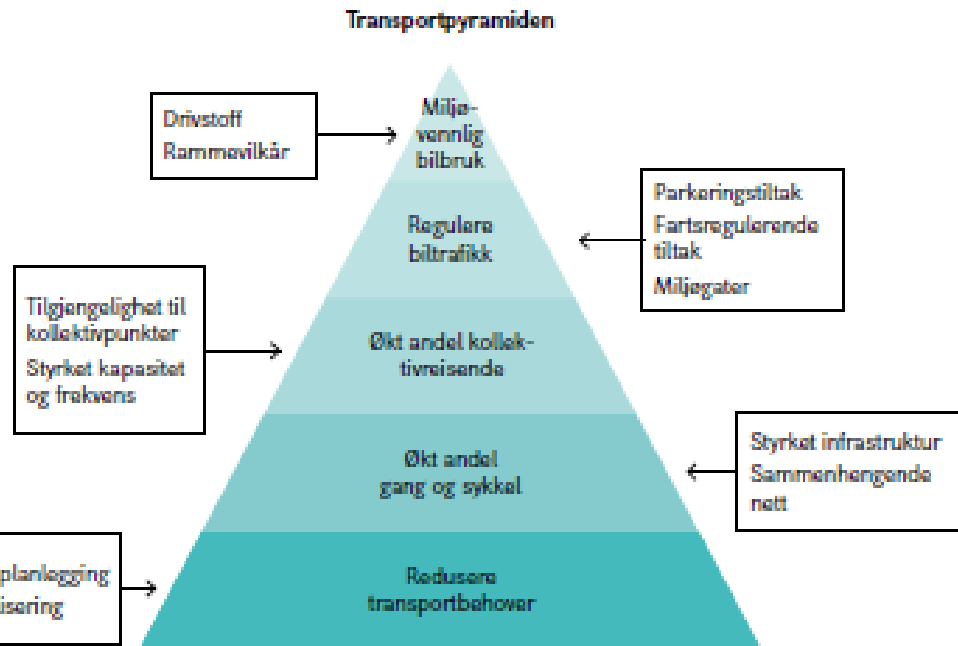 Transportpyramiden
Drivstoff
Rammevilkår
Miljø-
vennlig
bilbruk
Parkeringstiltak
Fartsregulerende
tiltak
Miljøgater
Regulere
biltrafikk
Tilgjengelighet til
kollektivpunkter
Styrket kapasitet
og frekvens
Økt andel kollek-
tivreisende
Styrket infrastruktur
Sammenhengende
nett
Økt andel
gang og sykkel
planlegging
isering
Redusere
transportbehover